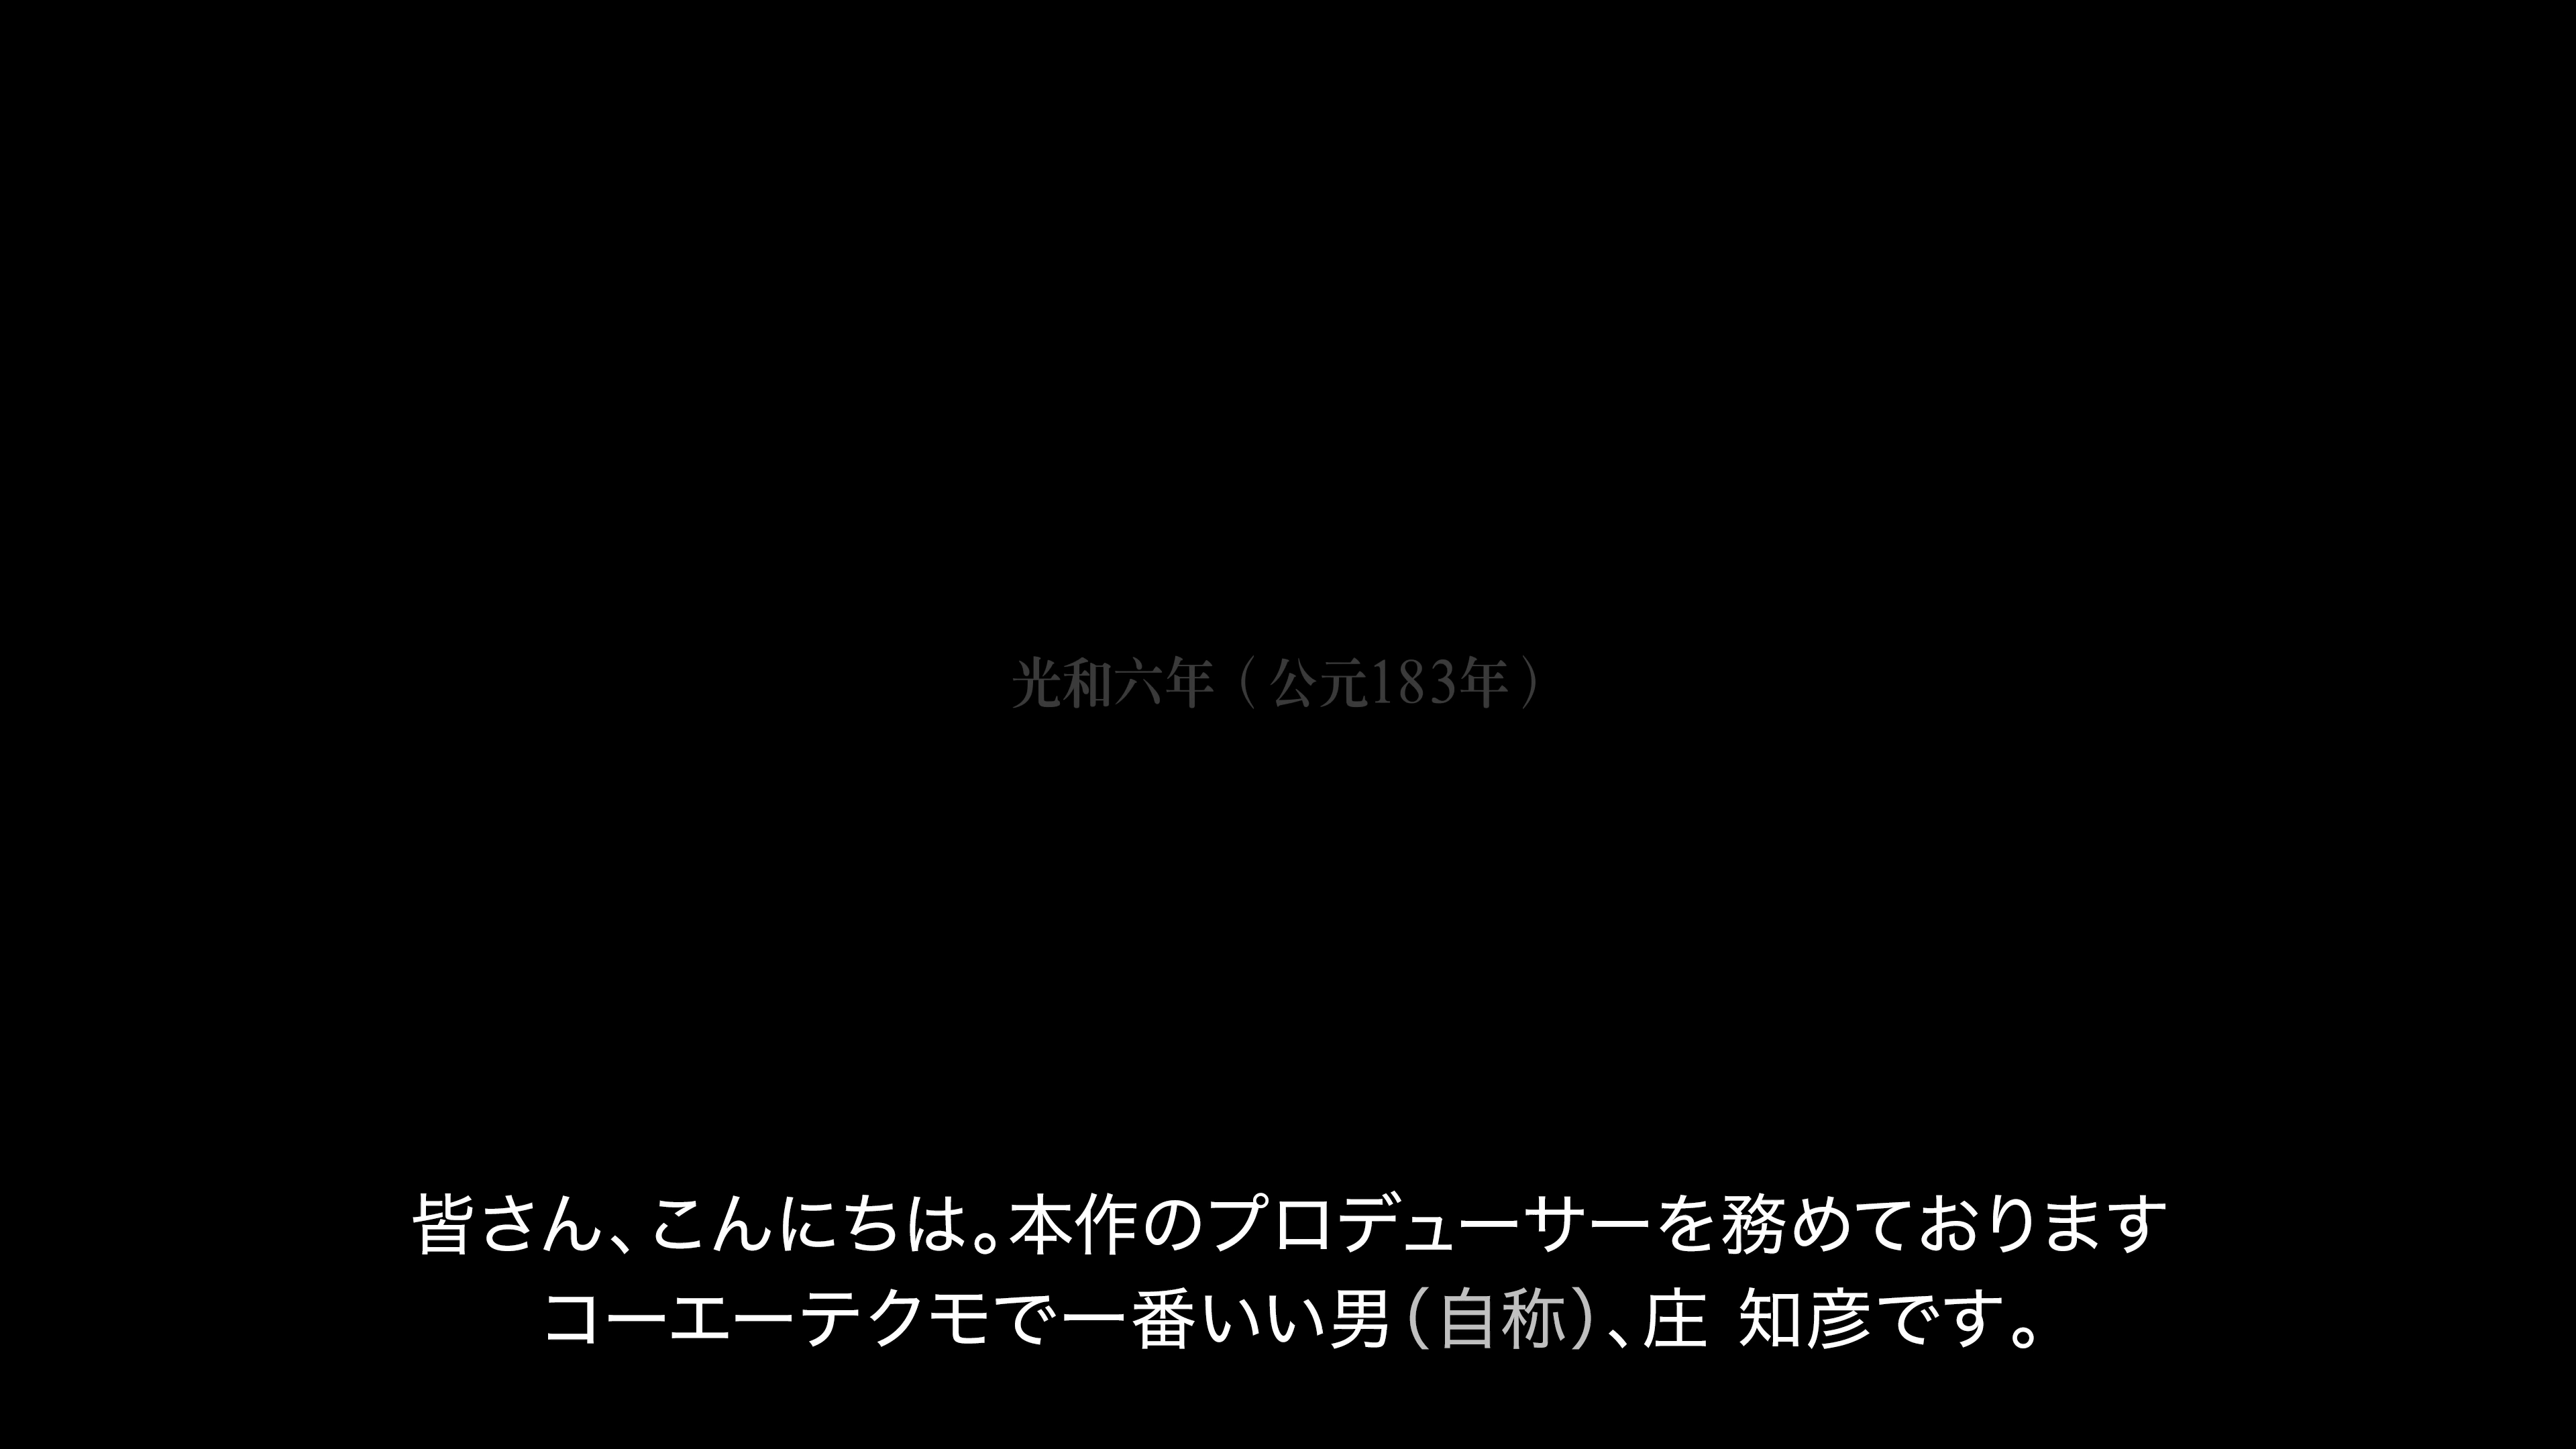 光和六年（公元183年）
皆さん、こんにちは。本作のプロデューサーを務めております
コーエーテクモで一番いい男（自称）、庄 知彦です。